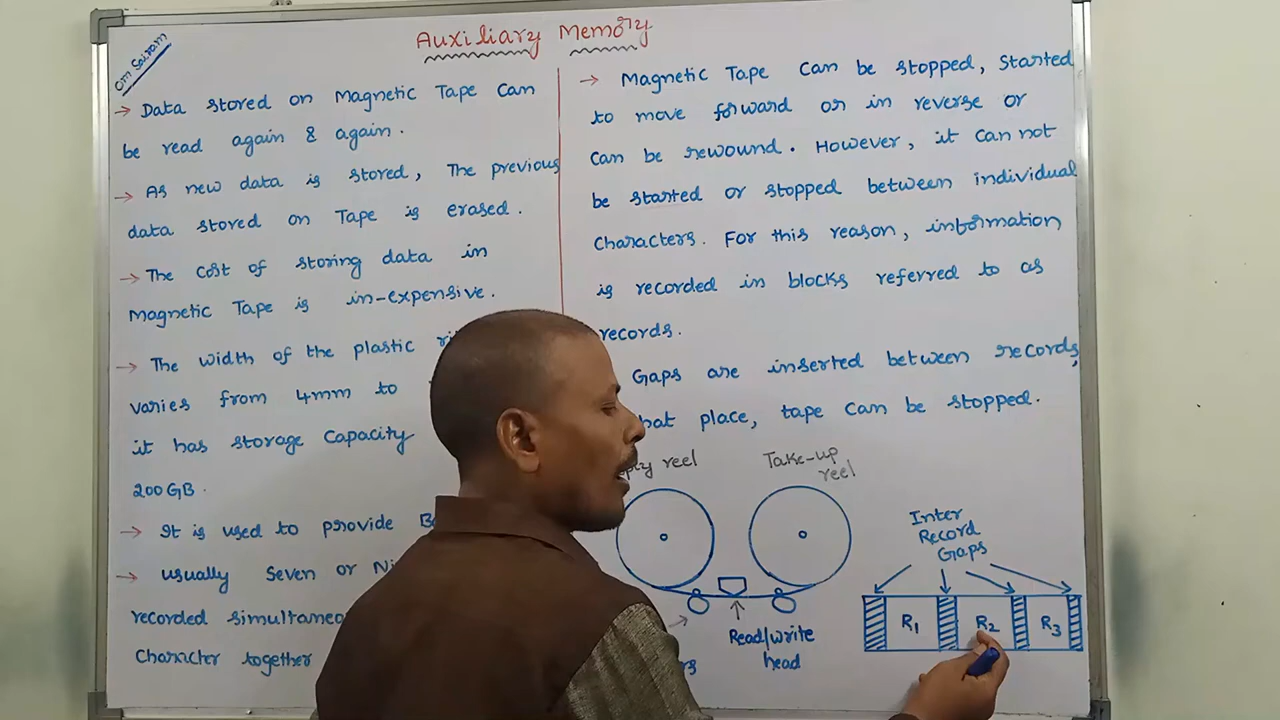 Om Sairam
Auxiliary Memory
→ Data stored on Magnetic Tape can
be read again & again.
→ As new data is stored, The previous
data stored on Tape is erased.
→ The cost of storing data in
Magnetic Tape is in-expensive.
→ The width of the plastic
varies from 4mm to
it has storage capacity
200 GB.
→ It is used to provide
→ usually seven or
recorded simultaneo
Character together
→ Magnetic Tape can be stopped, started
to move forward or in reverse or
can be rewound. However, it can not
be started or stopped between individual
characters. For this reason, information
is recorded in blocks referred to as
records.
Gaps are inserted between records,
hat place, tape can be stopped.
pply reel
Take-up
reel
Read/write
head
rs
Inter
Record
Gaps
R1 R2 R3